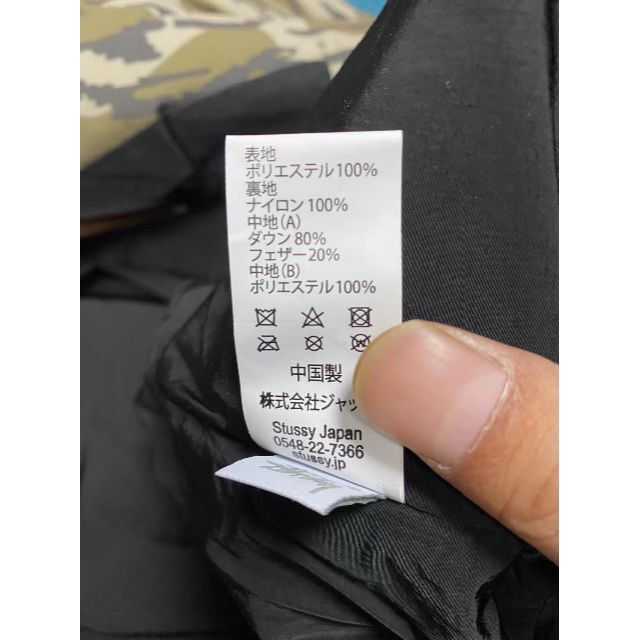 表地
ポリエステル100%
裏地
ナイロン100%
中地(A)
ダウン80%
フェザー20%
中地(B)
ポリエステル100%
中国製
株式会社ジャッ
Stussy Japan
0548-22-7366
stussy.jp